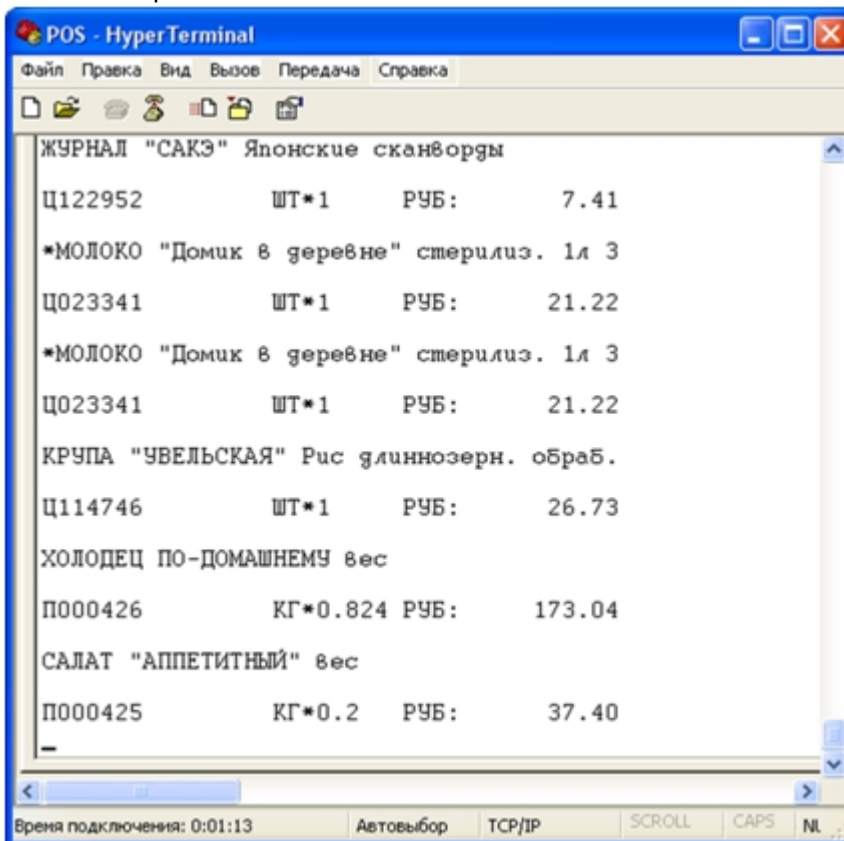 POS - HyperTerminal
Файл Правка Вид Вызов Передача Справка
ЖУРНАЛ "САКЭ" Японские сканворды
Ц122952 ШТ*1 РУБ: 7.41
*МОЛОКО "Домик в деревне" стерилиз. 1л 3
Ц023341 ШТ*1 РУБ: 21.22
*МОЛОКО "Домик в деревне" стерилиз. 1л 3
Ц023341 ШТ*1 РУБ: 21.22
КРУПА "УВЕЛЬСКАЯ" Рис длиннозерн. обраб.
Ц114746 ШТ*1 РУБ: 26.73
ХОЛОДЕЦ ПО-ДОМАШНЕМУ вес
П000426 КГ*0.824 РУБ: 173.04
САЛАТ "АППЕТИТНЫЙ" вес
П000425 КГ*0.2 РУБ: 37.40
Время подключения: 0:01:13 Автовыбор TCP/IP SCROLL CAPS NL